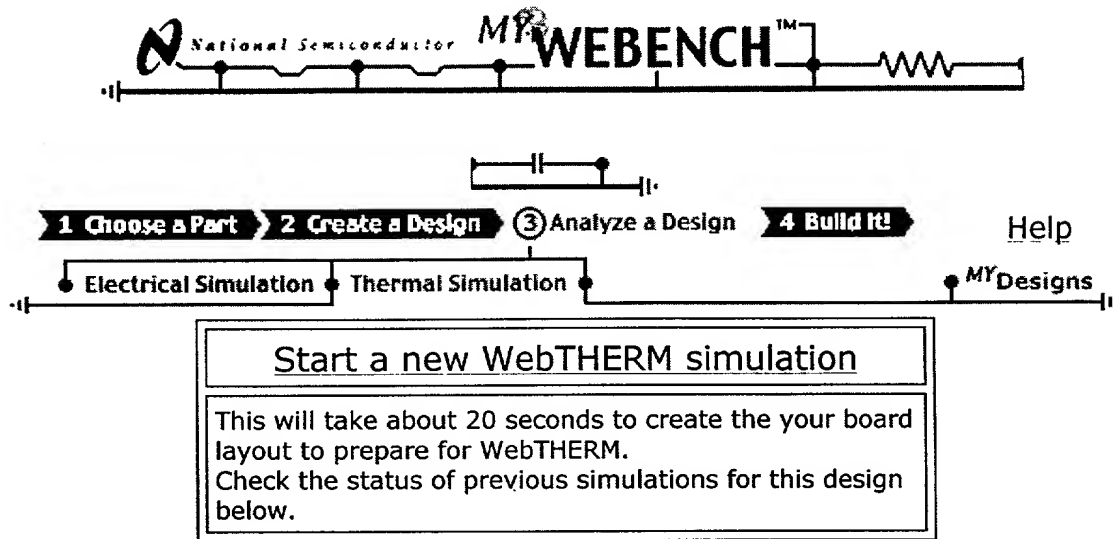 National Semiconductor MY WEBENCH™
1 Choose a Part 2 Create a Design 3 Analyze a Design 4 Build It! Help
Electrical Simulation Thermal Simulation MY Designs
Start a new WebTHERM simulation
This will take about 20 seconds to create the your board
layout to prepare for WebTHERM.
Check the status of previous simulations for this design
below.